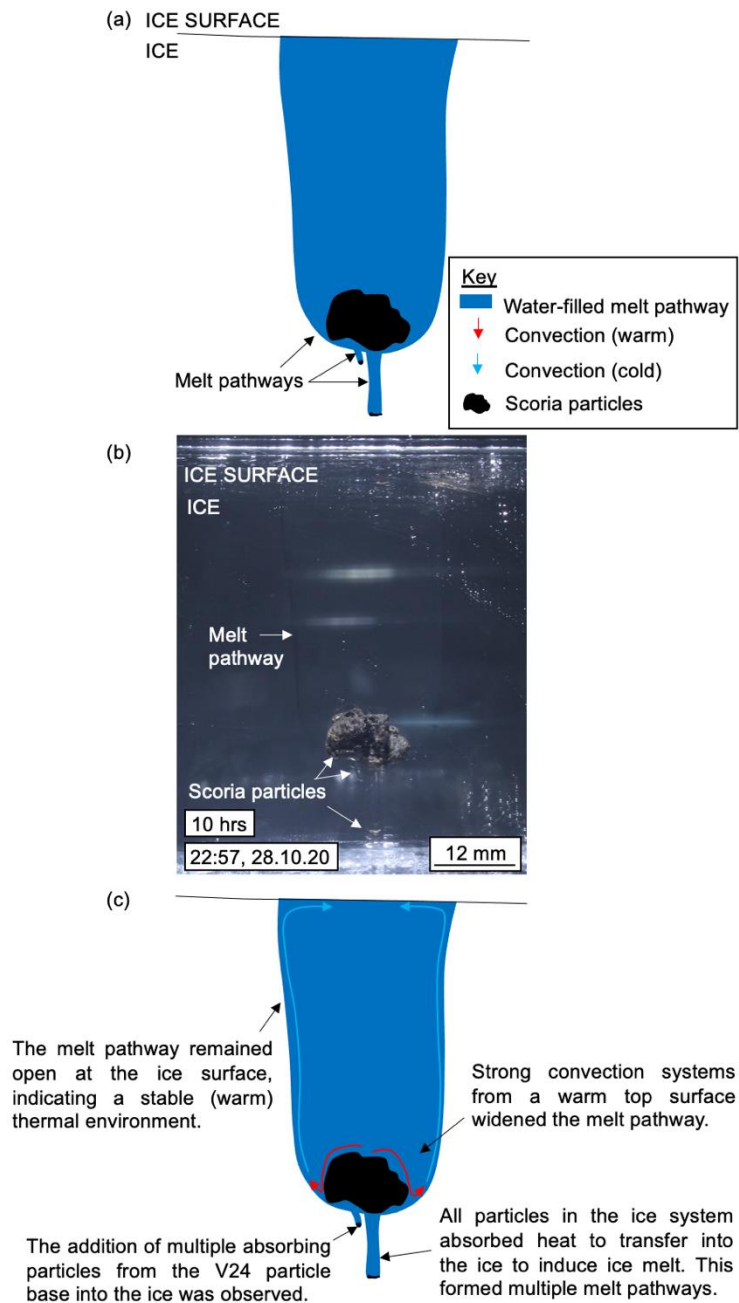 (a) ICE SURFACE
ICE
Key
Water-filled melt pathway
Convection (warm)
Convection (cold)
Scoria particles
Melt pathways
(b)
ICE SURFACE
ICE
Melt
pathway
Scoria particles
10 hrs
22:57, 28.10.20
12 mm
(c)
The melt pathway remained
open at the ice surface,
indicating a stable (warm)
thermal environment.
Strong convection systems
from a warm top surface
widened the melt pathway.
The addition of multiple absorbing
particles from the V24 particle
base into the ice was observed.
All particles in the ice system
absorbed heat to transfer into
the ice to induce ice melt. This
formed multiple melt pathways.